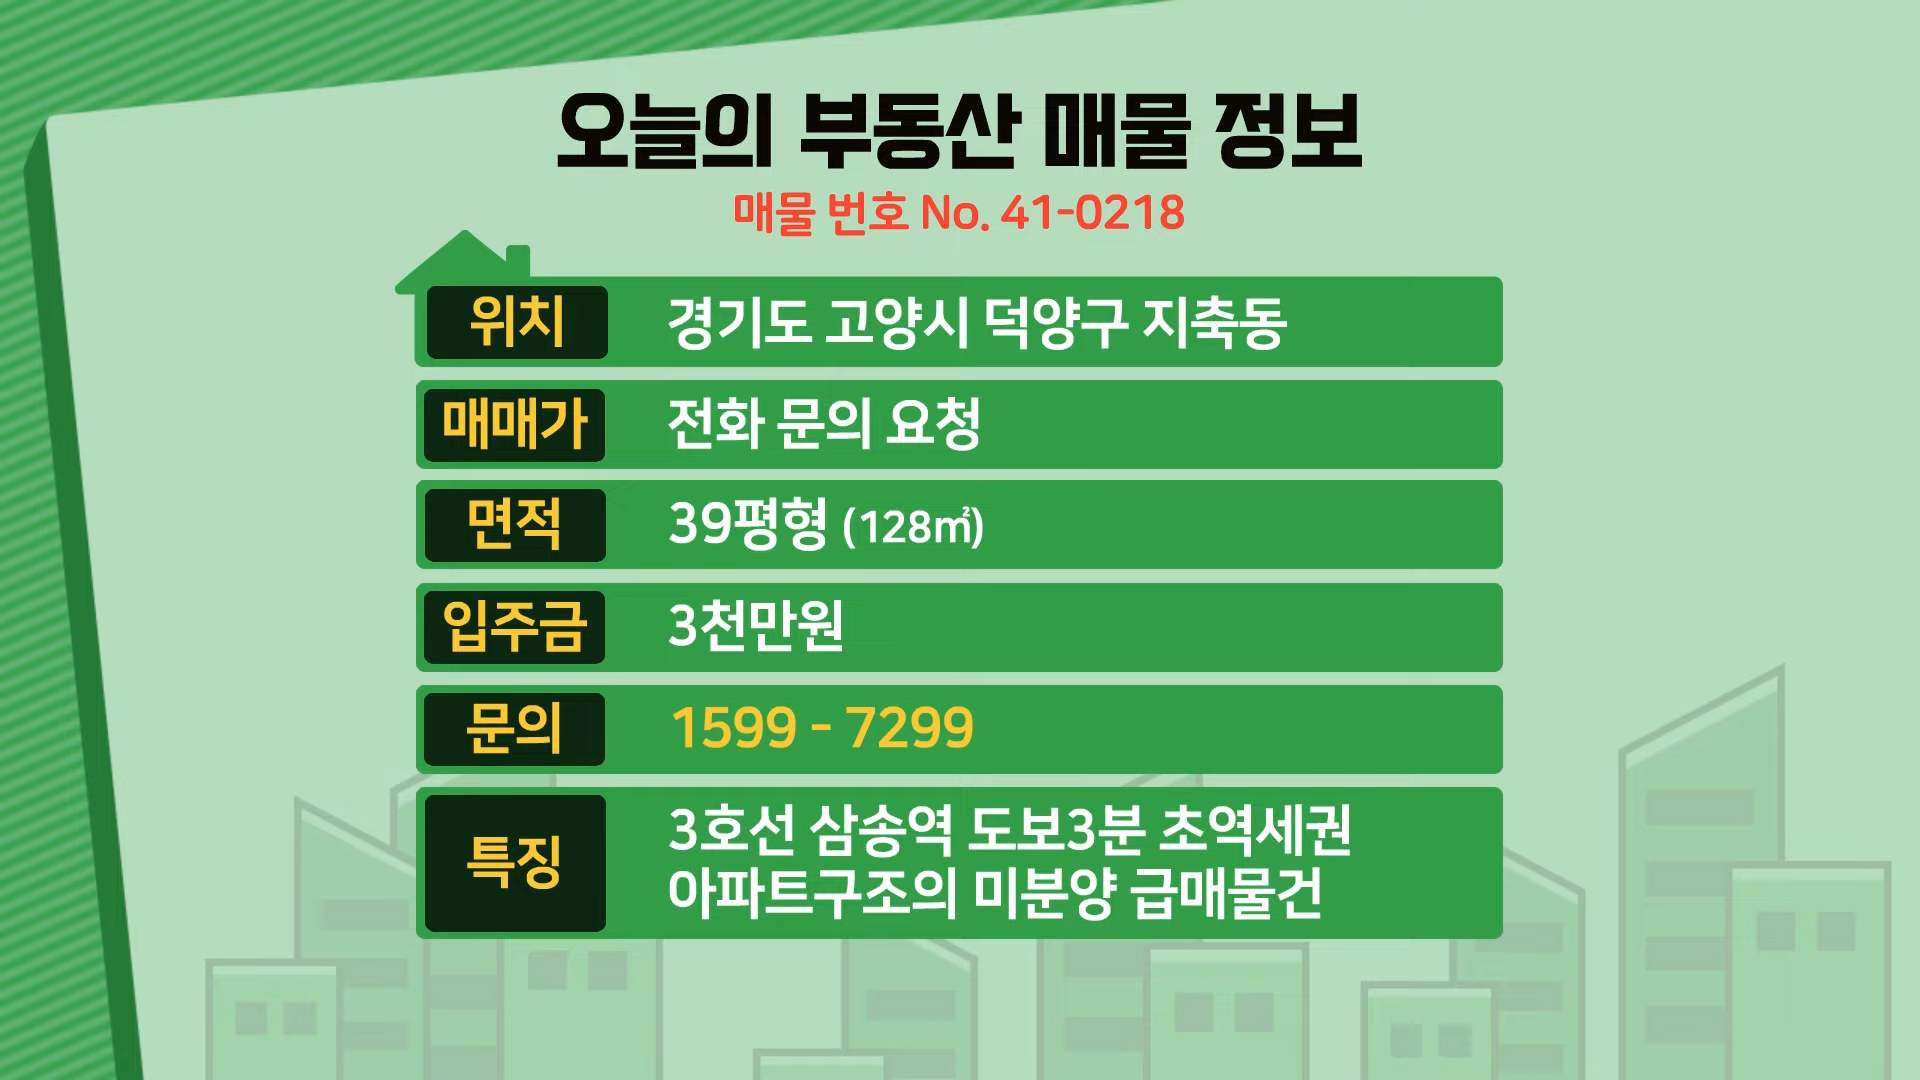 오늘의 부동산 매물 정보
매물 번호 No. 41-0218
위치 경기도 고양시 덕양구 지축동
매매가 전화 문의 요청
면적 39평형 (128㎡)
입주금 3천만원
문의 1599 - 7299
특징 3호선 삼송역 도보3분 초역세권
아파트구조의 미분양 급매물건